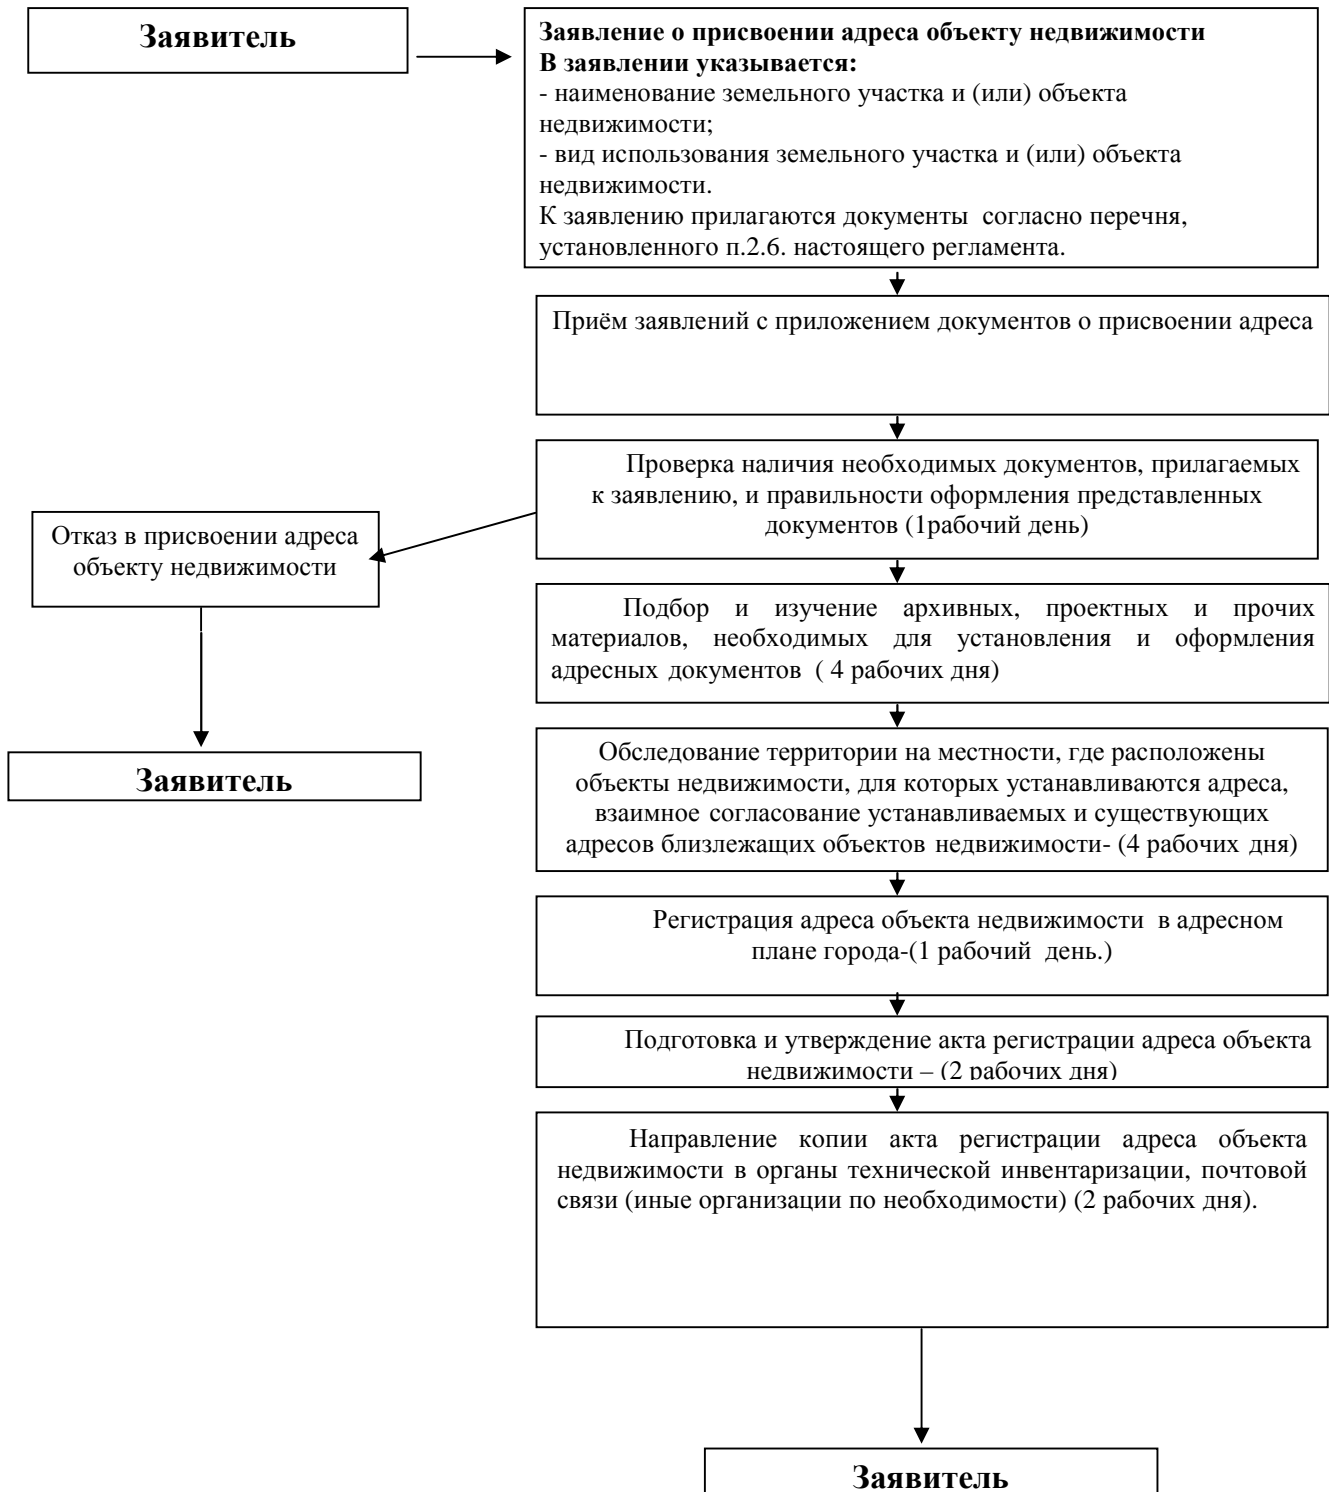 Заявитель
Заявление о присвоении адреса объекту недвижимости
В заявлении указывается:
- наименование земельного участка и (или) объекта
недвижимости;
- вид использования земельного участка и (или) объекта
недвижимости.
К заявлению прилагаются документы  согласно перечня,
установленного п.2.6. настоящего регламента.
Приём заявлений с приложением документов о присвоении адреса
Проверка наличия необходимых документов, прилагаемых
к заявлению, и правильности оформления представленных
документов (1рабочий день)
Отказ в присвоении адреса
объекту недвижимости
Подбор и изучение архивных, проектных и прочих
материалов, необходимых для установления и оформления
адресных документов  ( 4 рабочих дня)
Заявитель
Обследование территории на местности, где расположены
объекты недвижимости, для которых устанавливаются адреса,
взаимное согласование устанавливаемых и существующих
адресов близлежащих объектов недвижимости- (4 рабочих дня)
Регистрация адреса объекта недвижимости  в адресном
плане города-(1 рабочий  день.)
Подготовка и утверждение акта регистрации адреса объекта
недвижимости – (2 рабочих дня)
Направление копии акта регистрации адреса объекта
недвижимости в органы технической инвентаризации, почтовой
связи (иные организации по необходимости) (2 рабочих дня).
Заявитель